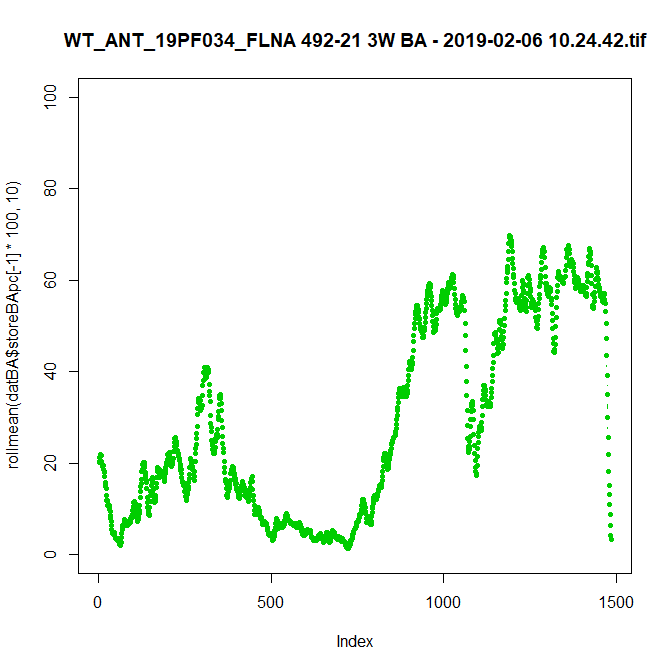 WT_ANT_19PF034_FLNA 492-21 3W BA - 2019-02-06 10.24.42.tif
rollmean(datBA$storeBApc[-1] * 100, 10)
100
80
60
40
20
0
0 500 1000 1500
Index